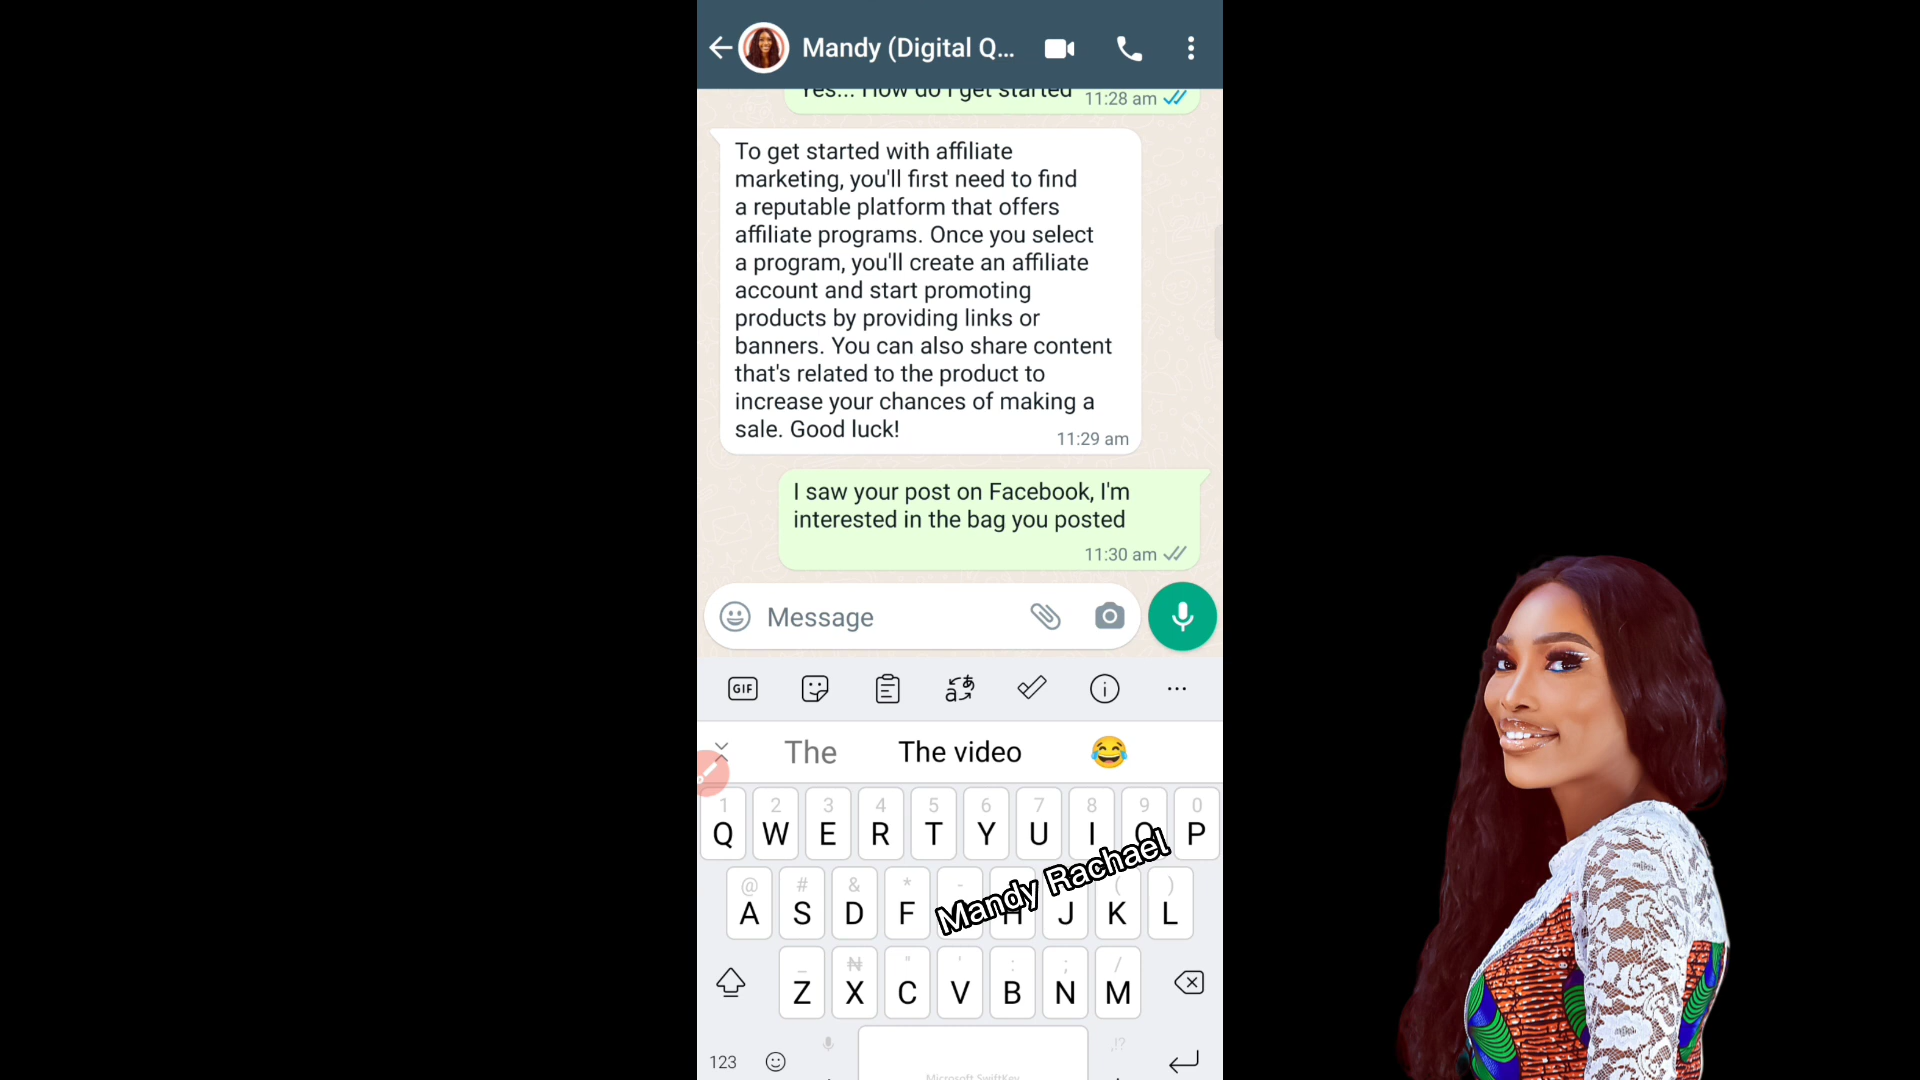 Mandy (Digital Q...
Yes... How do I get started
11:28 am
To get started with affiliate
marketing, you'll first need to find
a reputable platform that offers
affiliate programs. Once you select
a program, you'll create an affiliate
account and start promoting
products by providing links or
banners. You can also share content
that's related to the product to
increase your chances of making a
sale. Good luck!
11:29 am
I saw your post on Facebook, I'm
interested in the bag you posted
11:30 am
Message
GIF
The The video
1 2 3 4 5 6 7 8 9 0
Q W E R T Y U I O P
Mandy Rachael
@ # & * - ( )
A S D F H J K L
_ ₦ " ' : ; /
Z X C V B N M
,!?
123
Microsoft SwiftKey